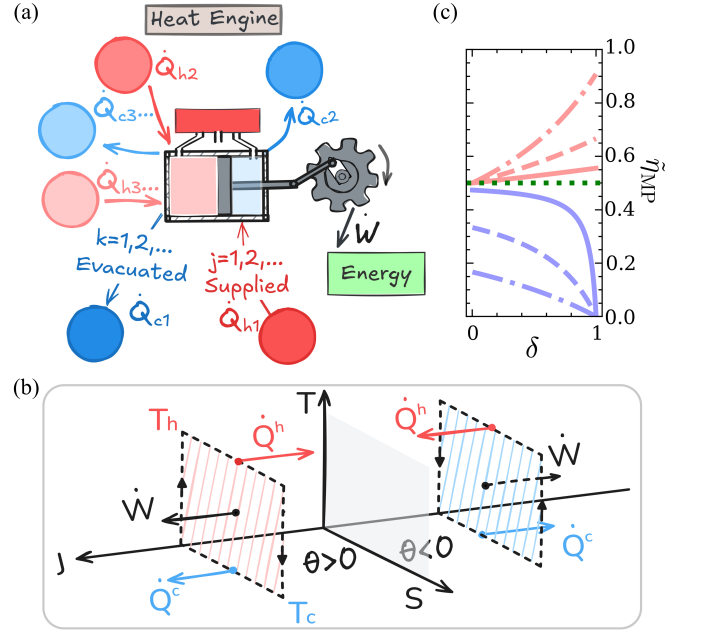 (a)
Heat Engine
Q̇h2
Q̇c3...
Q̇c2
Q̇h3...
Ẇ
k=1,2,...
Evacuated
j=1,2,...
Supplied
Energy
Q̇c1
Q̇h1
(c)
1.0
0.8
0.6
0.4
0.2
0.0
η̃MP
0
1
δ
(b)
Th
Q̇h
T
Q̇h
Ẇ
Ẇ
J
θ>0
θ<0
Q̇c
Q̇c
Tc
S